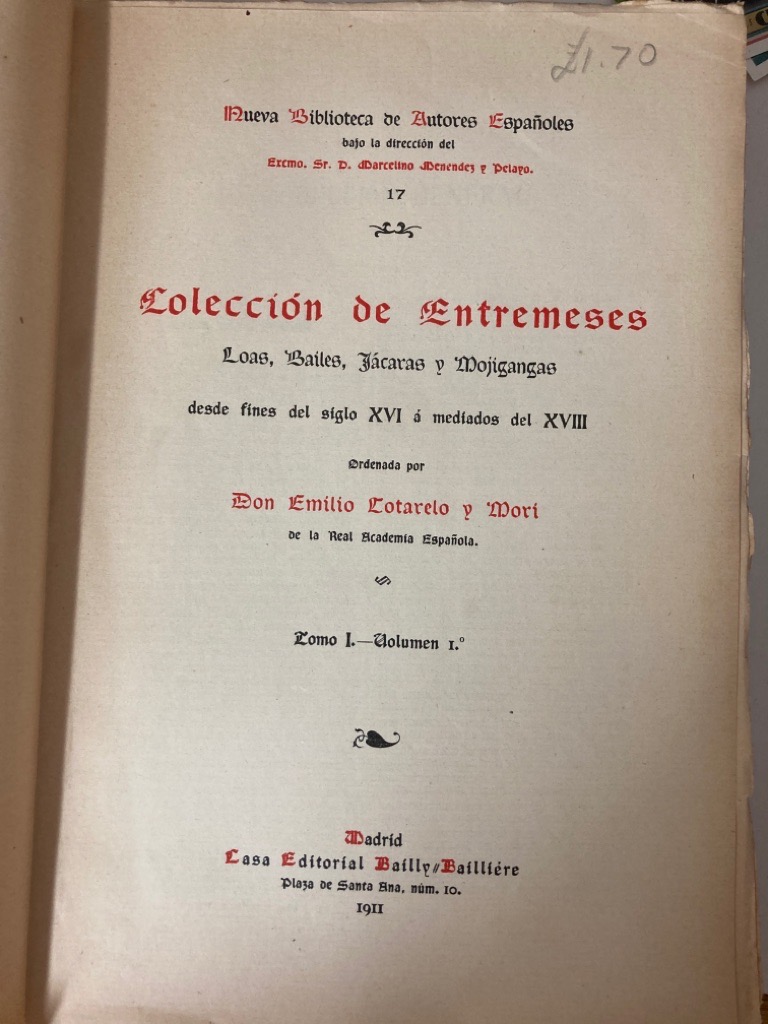 £1.70
Nueva Biblioteca de Autores Españoles
bajo la dirección del
Excmo. Sr. D. Marcelino Menéndez y Pelayo.
17
Colección de Entremeses
Loas, Bailes, Jácaras y Mojigangas
desde fines del siglo XVI á mediados del XVIII
Ordenada por
Don Emilio Cotarelo y Mori
de la Real Academia Española.
Tomo I.—Volumen 1.º
Madrid
Casa Editorial Bailly//Bailliére
Plaza de Santa Ana, núm. 10.
1911